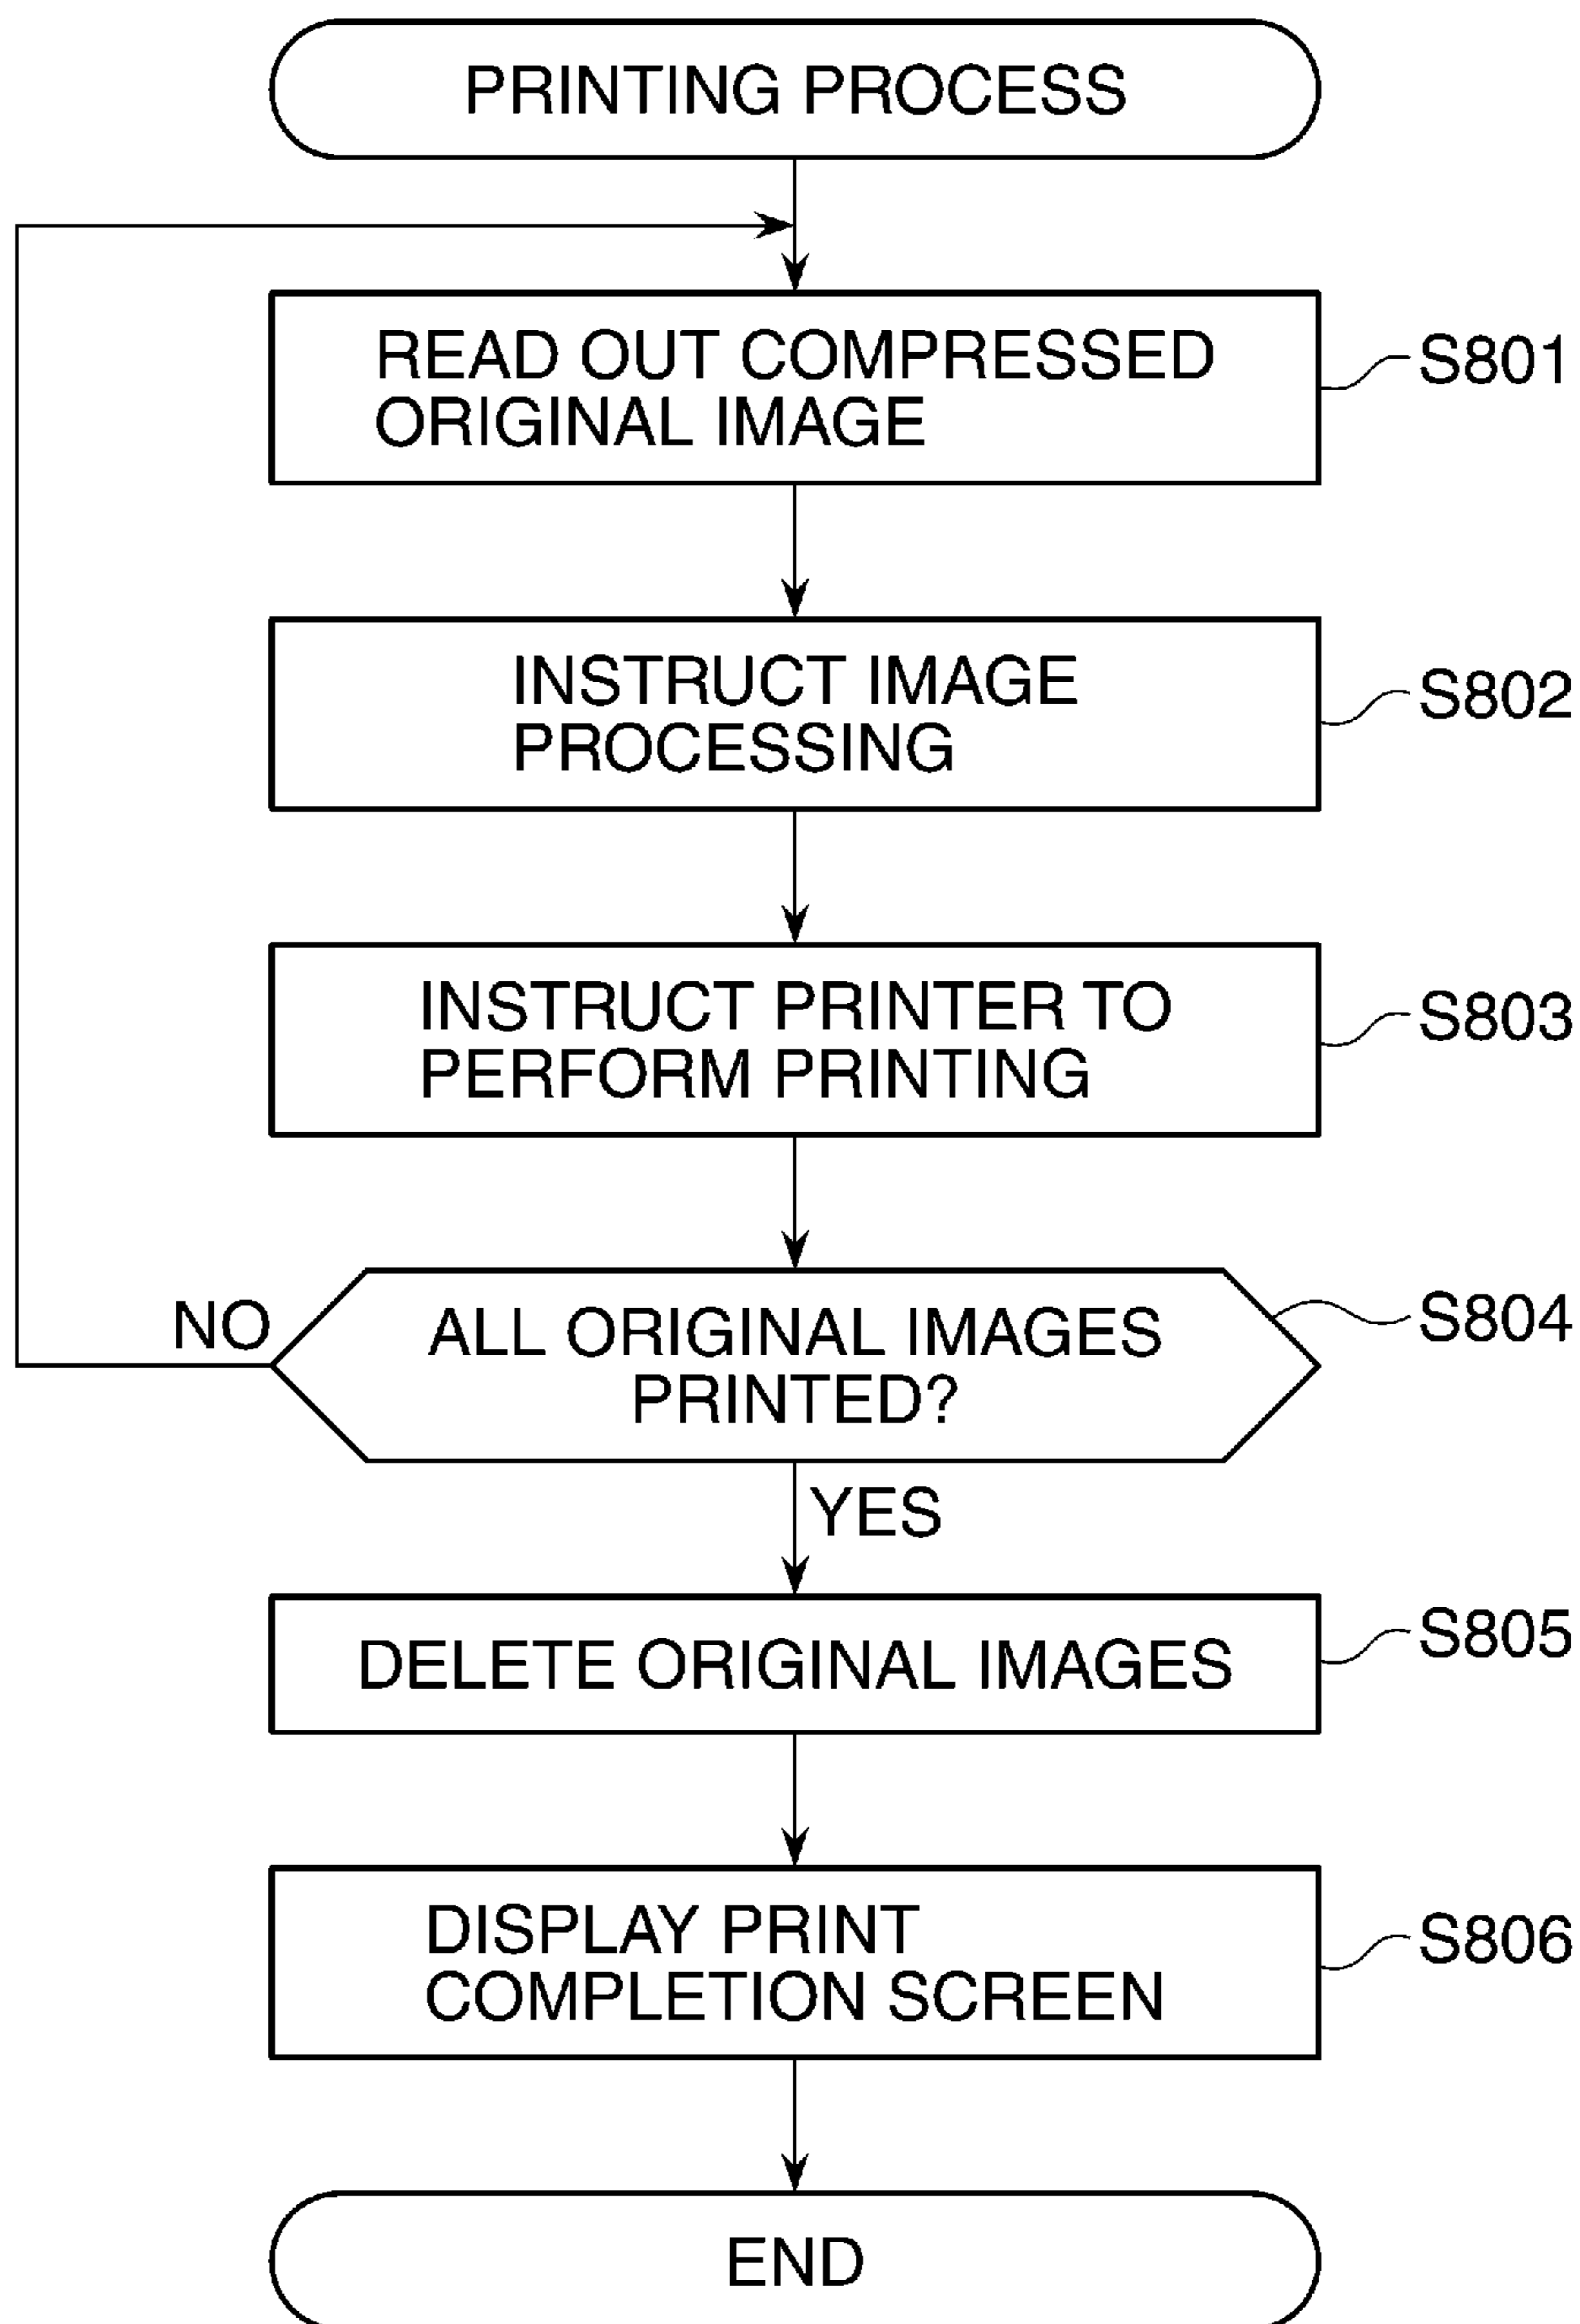 PRINTING PROCESS
READ OUT COMPRESSED
ORIGINAL IMAGE
S801
INSTRUCT IMAGE
PROCESSING
S802
INSTRUCT PRINTER TO
PERFORM PRINTING
S803
NO
ALL ORIGINAL IMAGES
PRINTED?
S804
YES
DELETE ORIGINAL IMAGES
S805
DISPLAY PRINT
COMPLETION SCREEN
S806
END